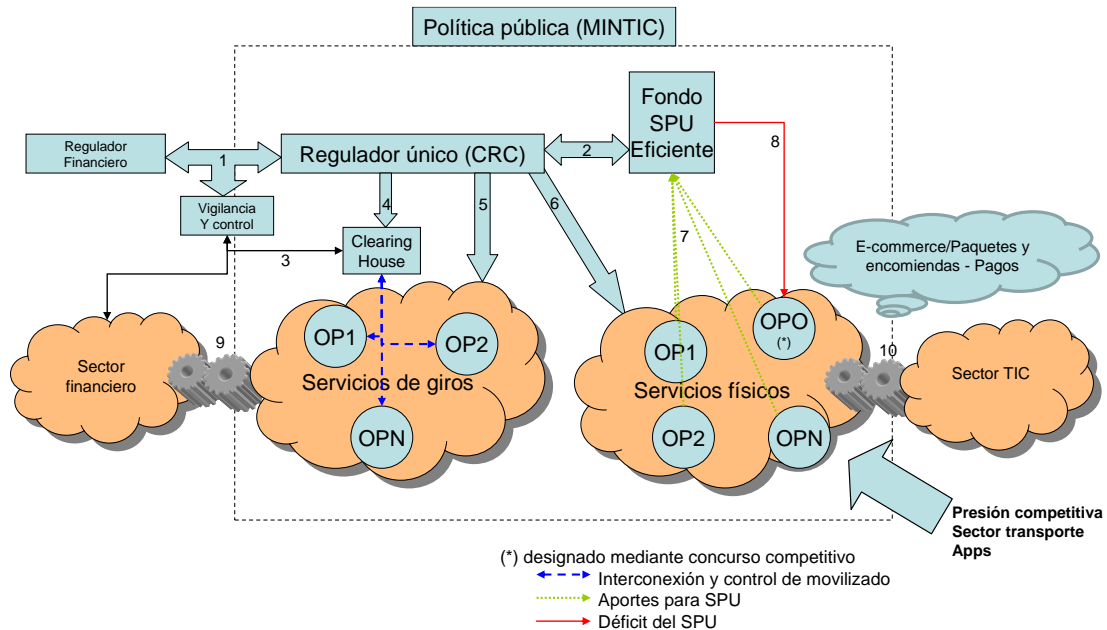 Política pública (MINTIC)
Fondo
SPU
Eficiente
8
Regulador
Financiero
1
Regulador único (CRC)
2
Vigilancia
Y control
4
5
6
7
3
Clearing
House
E-commerce/Paquetes y
encomiendas - Pagos
OP1
OP2
Servicios de giros
OPN
OP1
OPO
(*)
Servicios físicos
OP2
OPN
9
10
Sector
financiero
Sector TIC
Presión competitiva
Sector transporte
Apps
(*) designado mediante concurso competitivo
Interconexión y control de movilizado
Aportes para SPU
Déficit del SPU